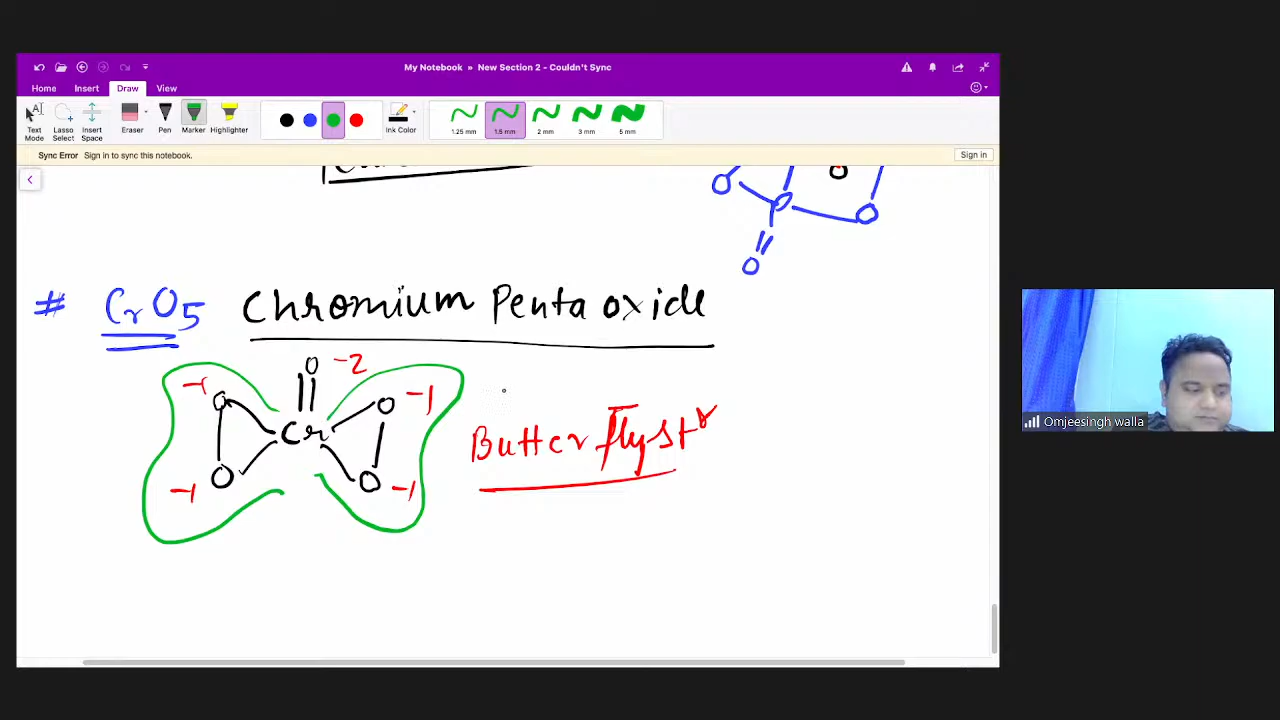 My Notebook » New Section 2 - Couldn't Sync
Home Insert Draw View
Text Mode Lasso Select Insert Space Eraser Pen Marker Highlighter Ink Color 1.25 mm 1.5 mm 2 mm 3 mm 5 mm
Sync Error Sign in to sync this notebook. Sign in
O O
O O
O
# CrO5 Chromium Penta oxide
O -2
-1 O O -1
Cr
Butterfly str
-1 O O -1
Omjeesingh walla